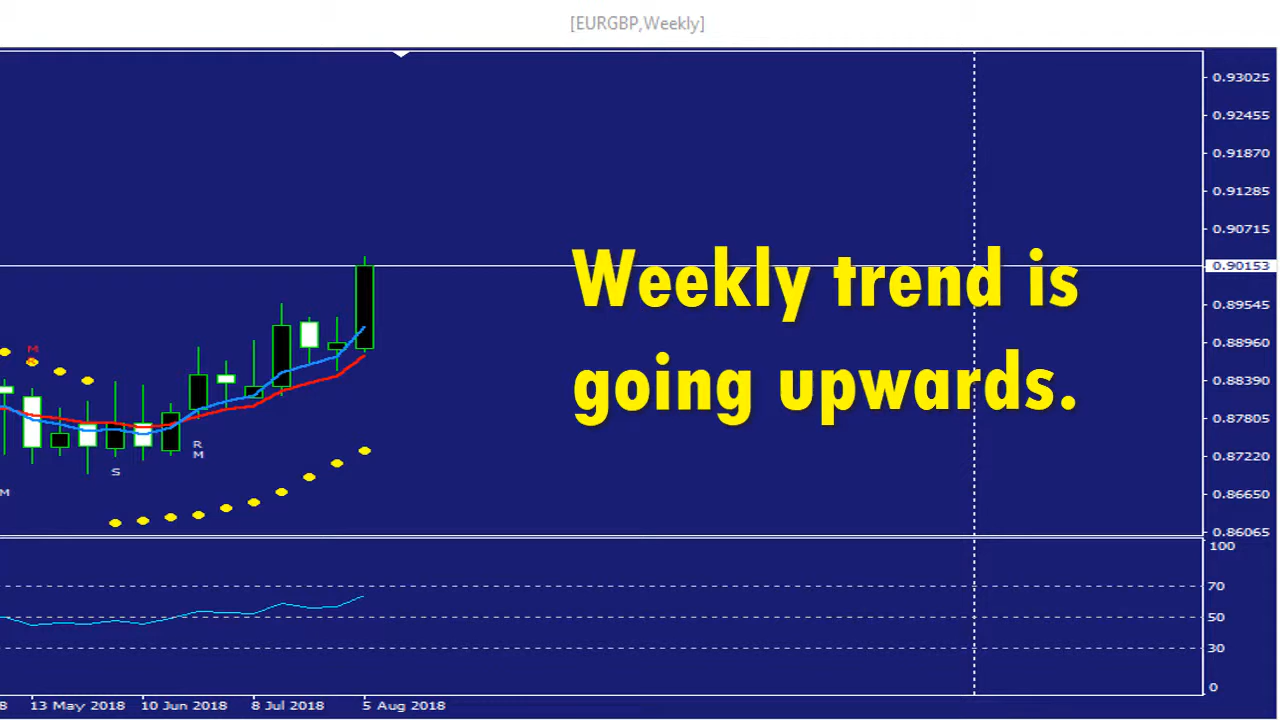 [EURGBP,Weekly]
0.93025
0.92455
0.91870
0.91285
0.90715
0.90153
0.89545
0.88960
0.88390
0.87805
0.87220
0.86650
0.86065
Weekly trend is
going upwards.
M
R
M
S
M
100
70
50
30
0
8 13 May 2018 10 Jun 2018 8 Jul 2018 5 Aug 2018